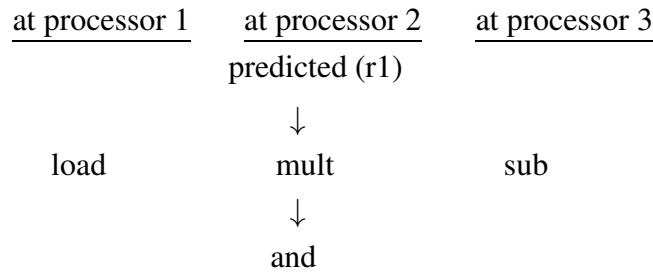 at processor 1 at processor 2 at processor 3
predicted (r1)
↓
load mult sub
↓
and